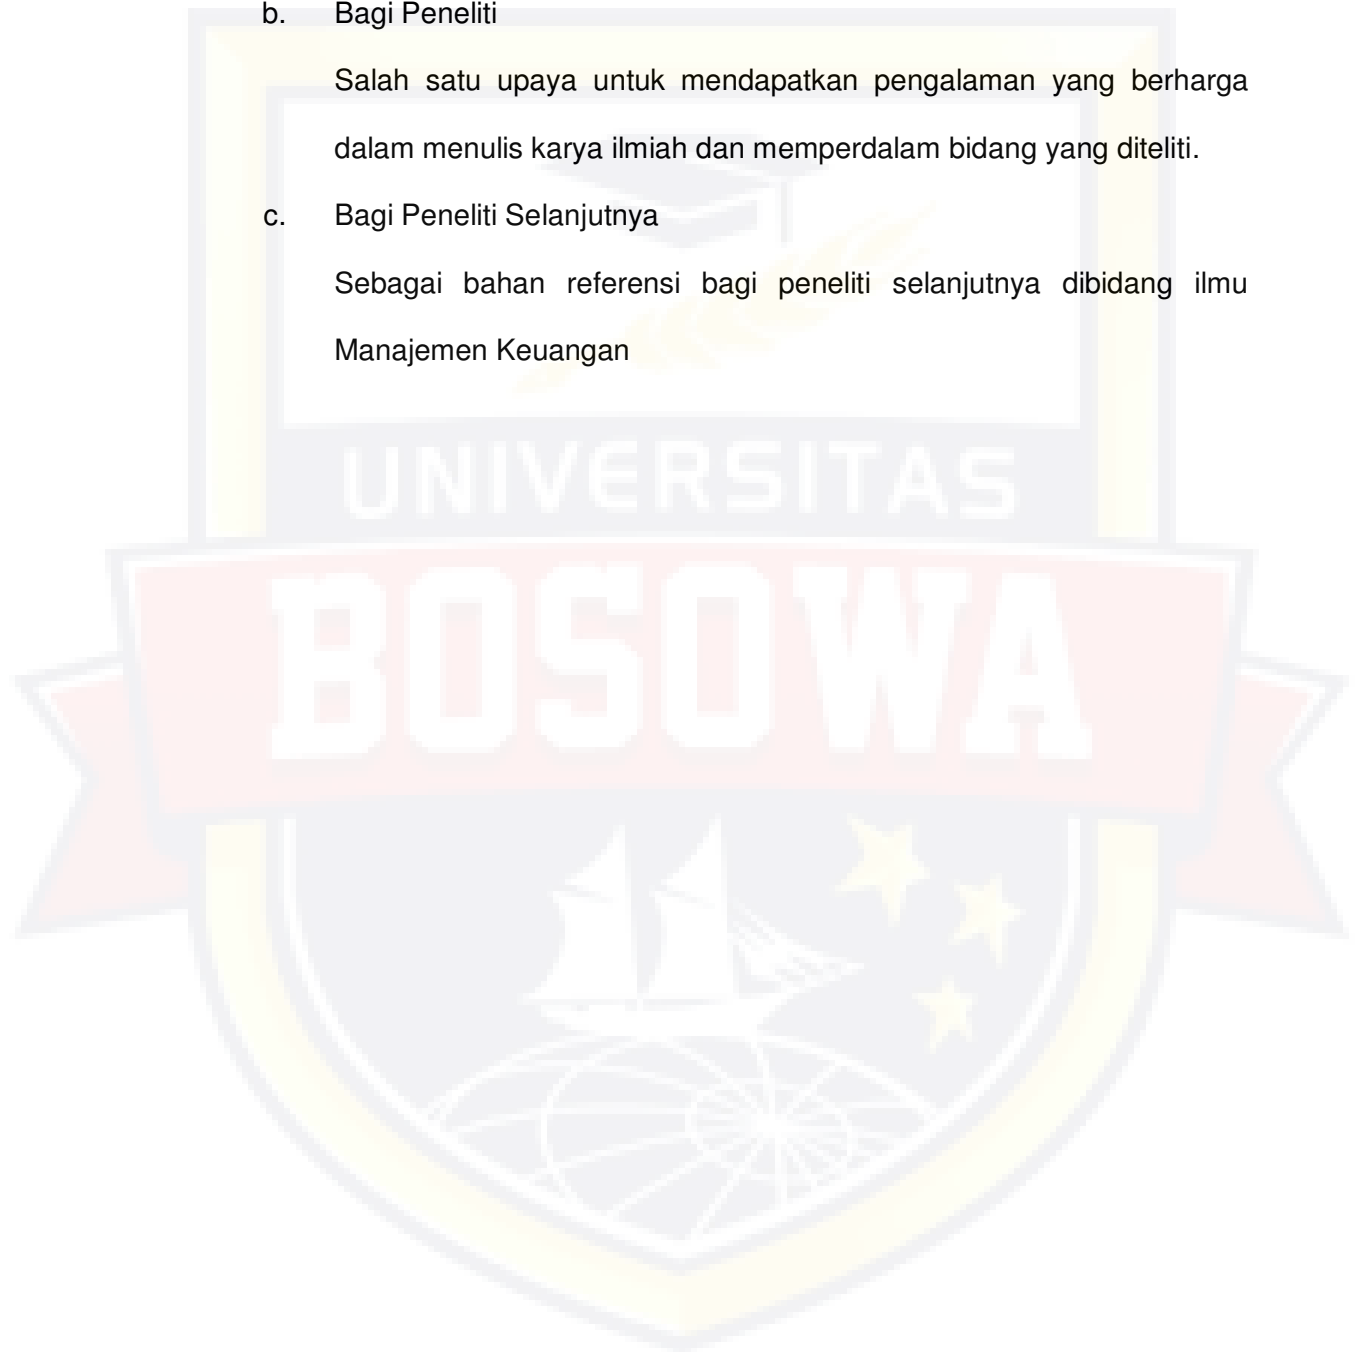 b. Bagi Peneliti
Salah satu upaya untuk mendapatkan pengalaman yang berharga
dalam menulis karya ilmiah dan memperdalam bidang yang diteliti.
c. Bagi Peneliti Selanjutnya
Sebagai bahan referensi bagi peneliti selanjutnya dibidang ilmu
Manajemen Keuangan
UNIVERSITAS
BOSOWA